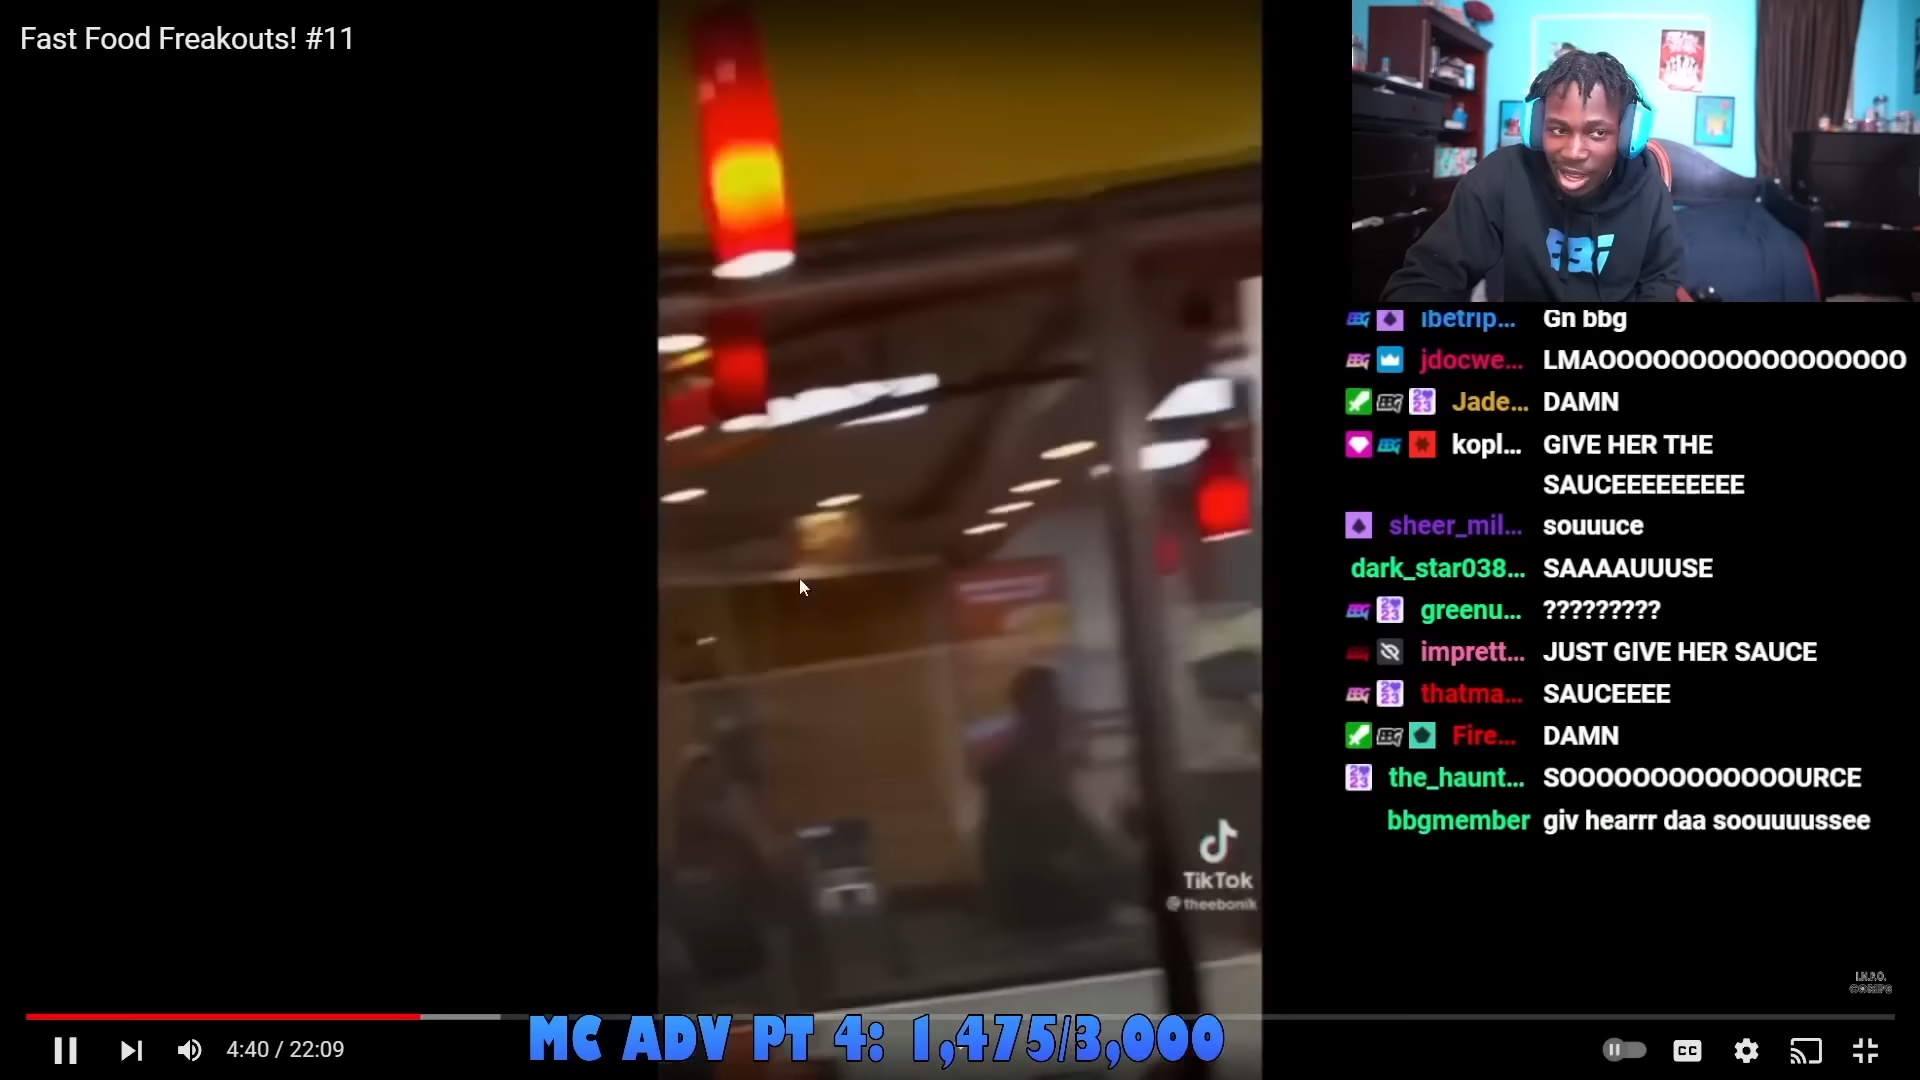 Fast Food Freakouts! #11
ibetrip... Gn bbg
jdocwe... LMAOOOOOOOOOOOOOOOOO
Jade... DAMN
kopl... GIVE HER THE
SAUCEEEEEEEEE
sheer_mil... souuuce
dark_star038... SAAAAUUUSE
greenu... ?????????
imprett... JUST GIVE HER SAUCE
thatma... SAUCEEEE
Fire... DAMN
the_haunt... SOOOOOOOOOOOOOURCE
bbgmember giv hearrr daa soouuuussee
TikTok
@theebonik
I.N.F.O.
COMPS
MC ADV PT 4: 1,475/3,000
4:40 / 22:09
CC